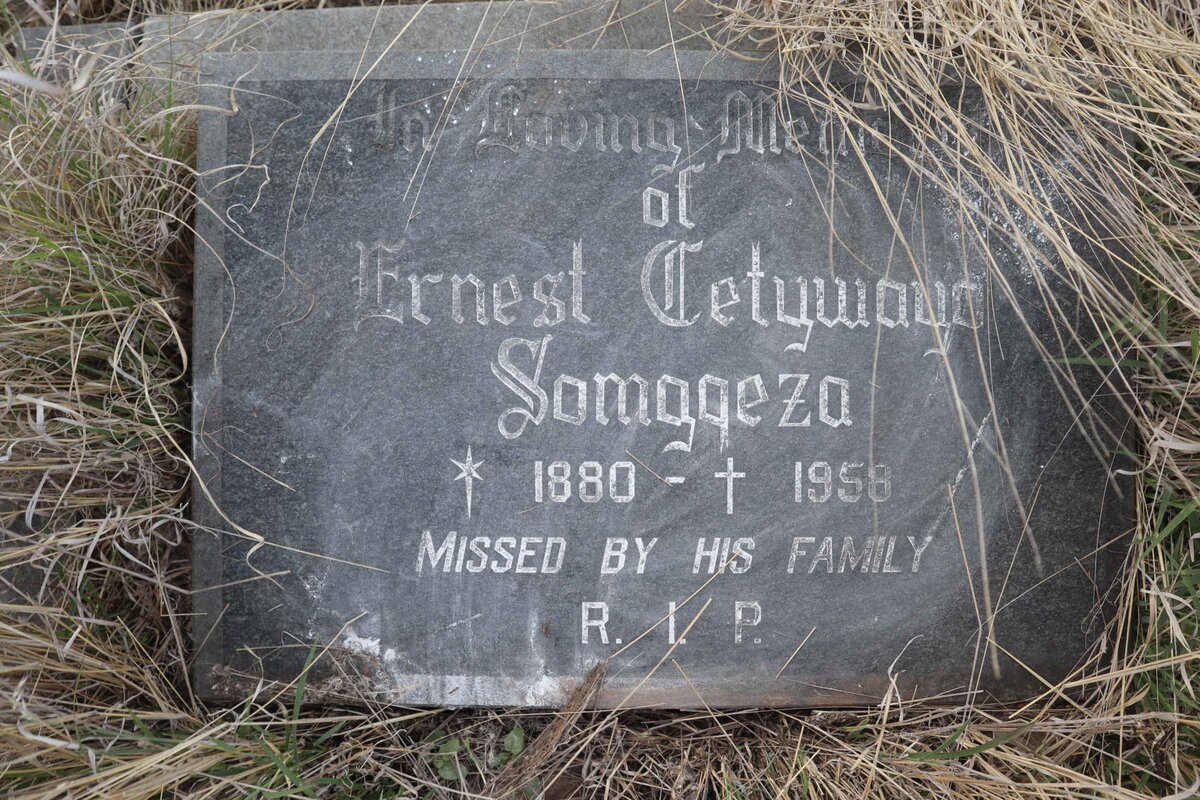 In Loving Memory
of
Ernest Cetywayo
Somgqeza
1880 - † 1958
MISSED BY HIS FAMILY
R. I. P.